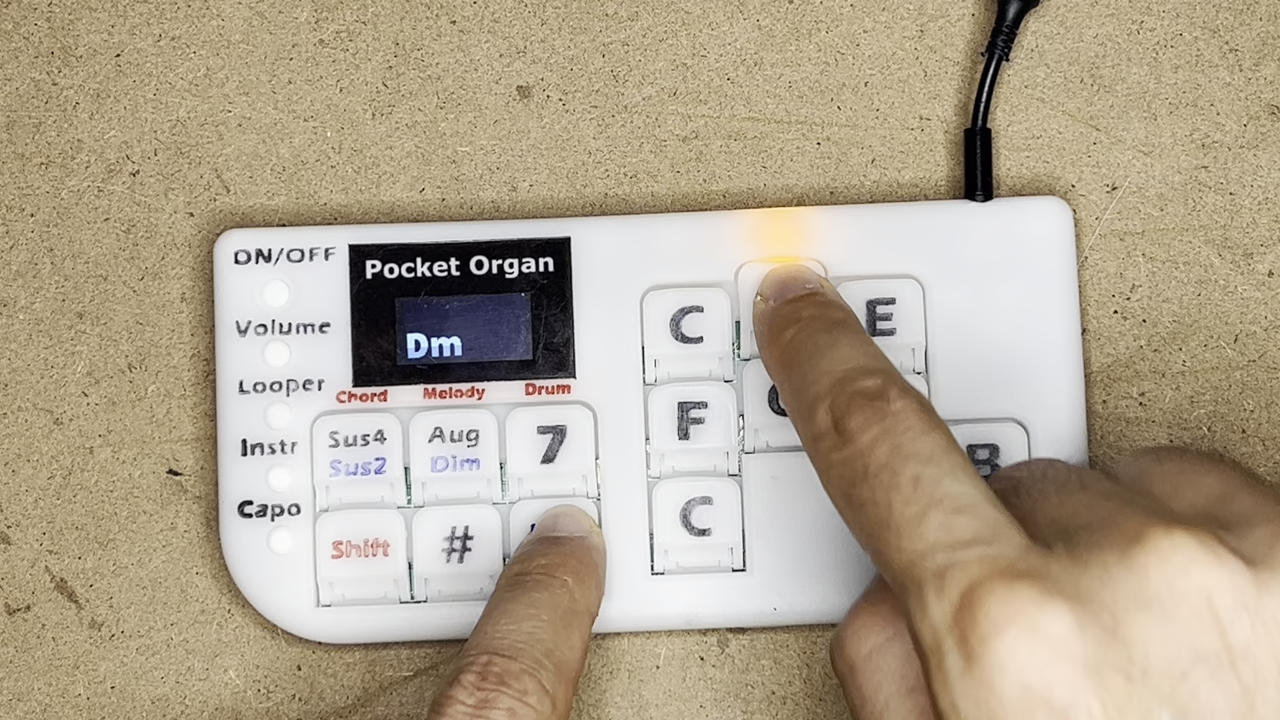 ON/OFF
Volume
Looper
Instr
Capo
Pocket Organ
Dm
Chord Melody Drum
Sus4 Aug 7
Sus2 Dim
Shift #
C E
F
B
C